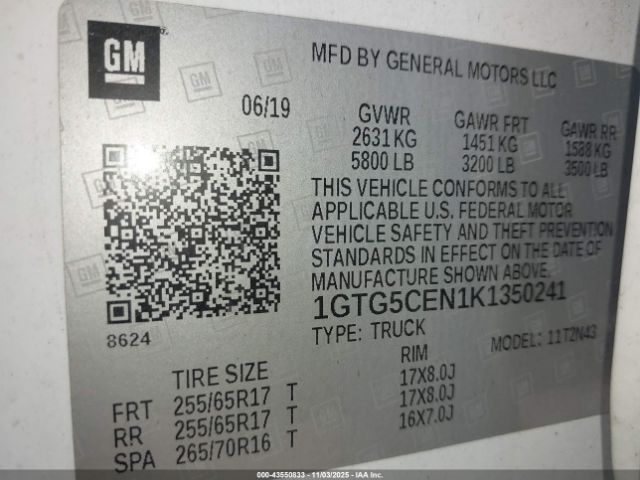 GM
MFD BY GENERAL MOTORS LLC
06/19
GVWR GAWR FRT GAWR RR
2631 KG 1451 KG 1588 KG
5800 LB 3200 LB 3500 LB
THIS VEHICLE CONFORMS TO ALL
APPLICABLE U.S. FEDERAL MOTOR
VEHICLE SAFETY AND THEFT PREVENTION
STANDARDS IN EFFECT ON THE DATE OF
MANUFACTURE SHOWN ABOVE.
1GTG5CEN1K1350241
8624
TYPE: TRUCK MODEL: 11T2N43
TIRE SIZE RIM
FRT 255/65R17 T 17X8.0J
RR 255/65R17 T 17X8.0J
SPA 265/70R16 T 16X7.0J
000-43550833 - 11/03/2025 - IAAI.com